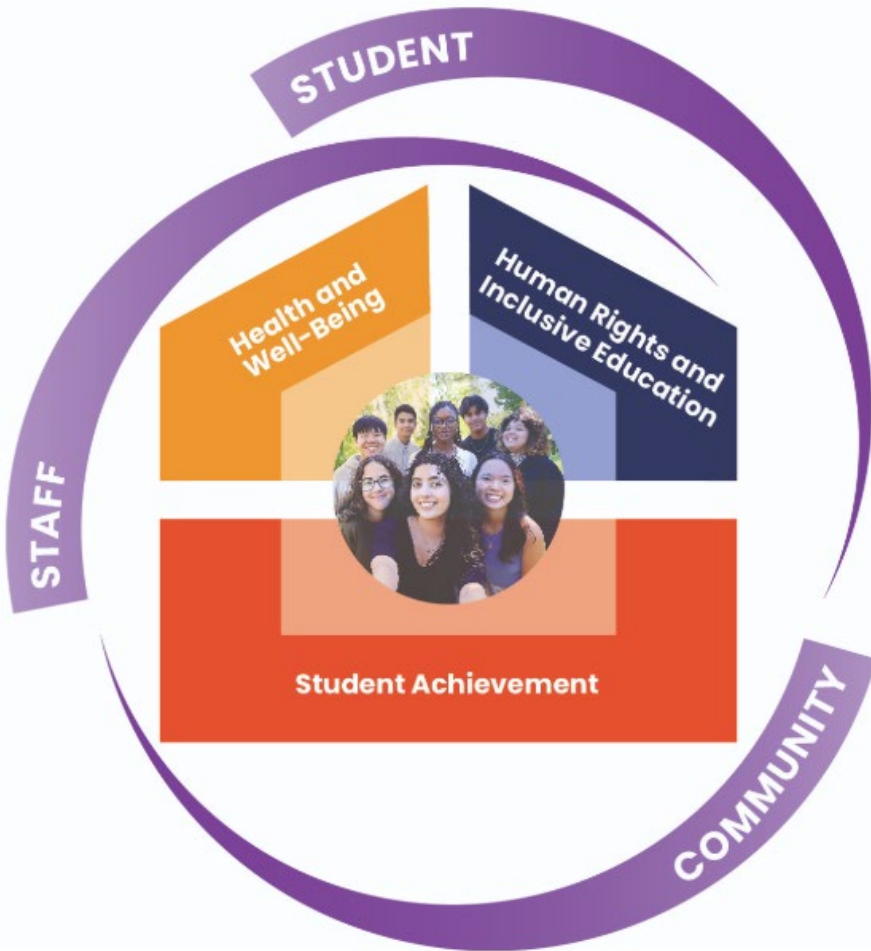 STUDENT
Health and
Well-Being
Human Rights and
Inclusive Education
STAFF
Student Achievement
COMMUNITY